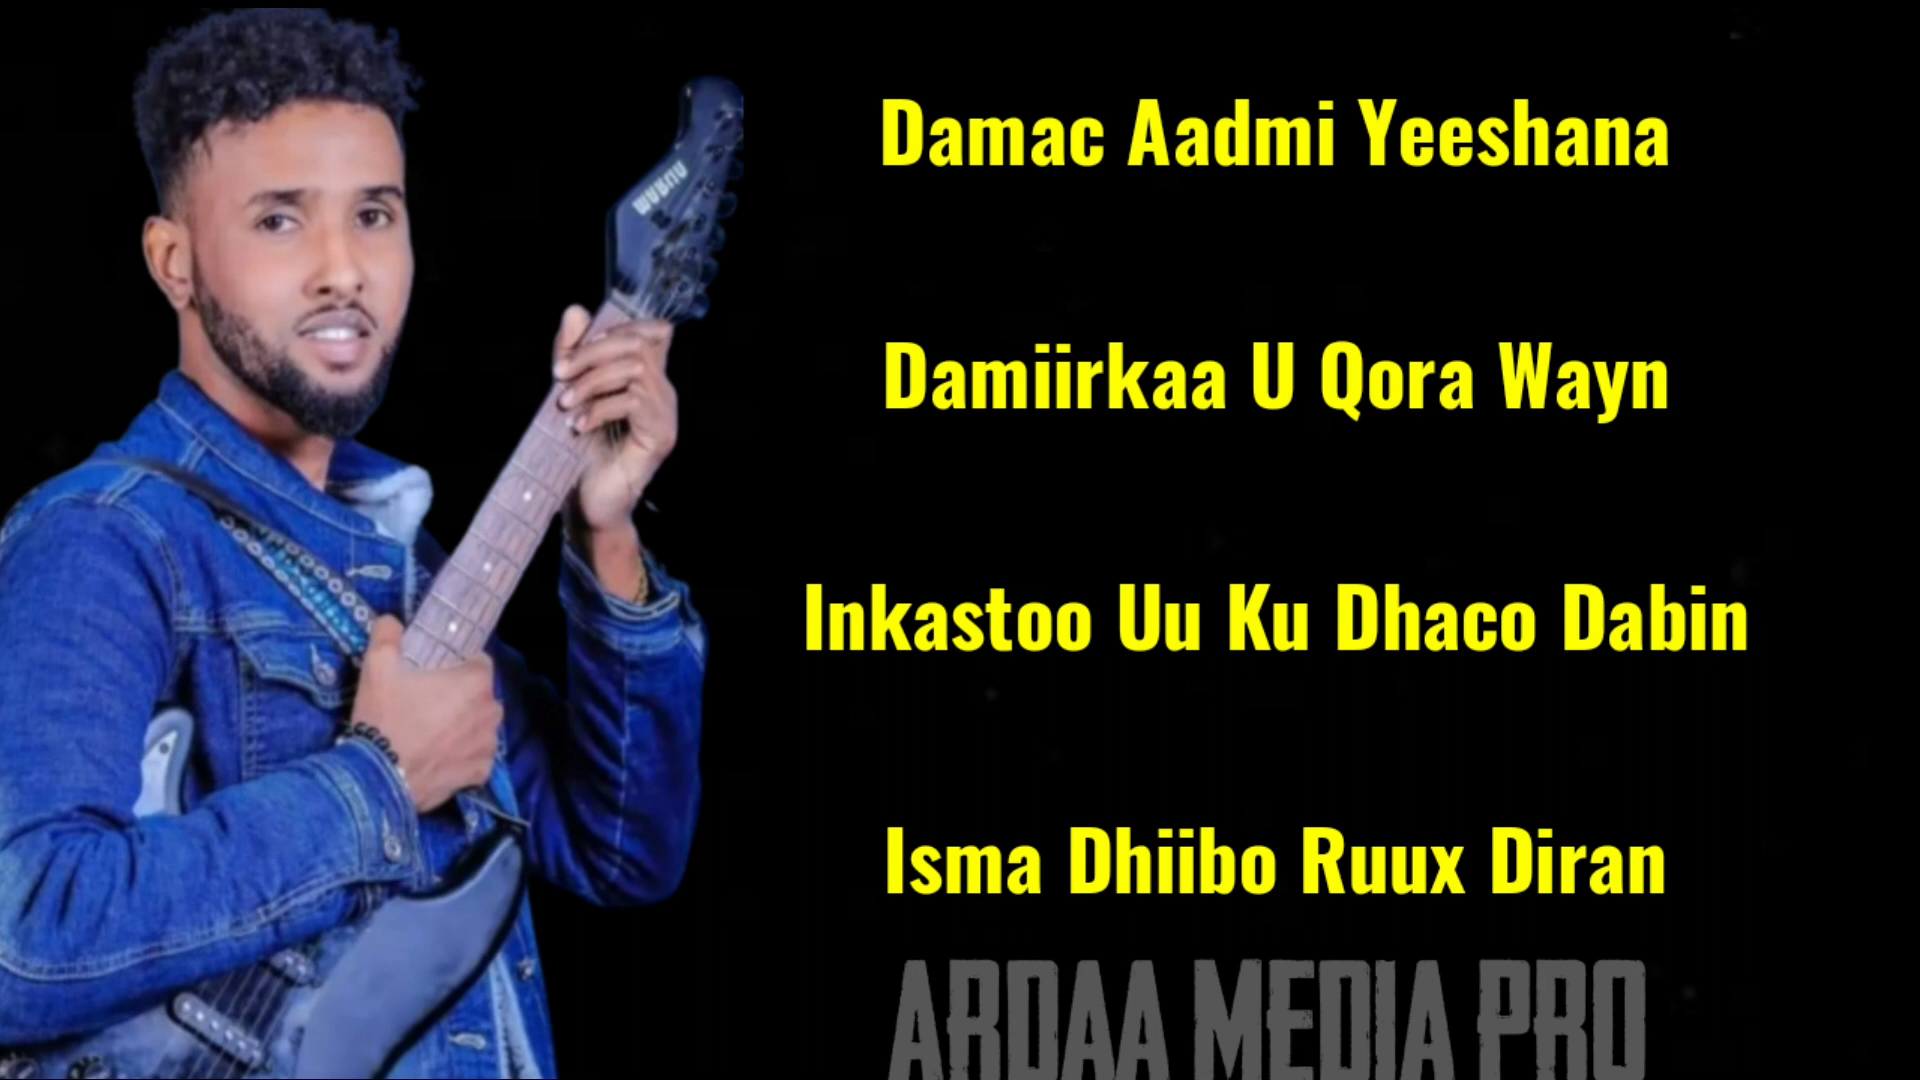 Damac Aadmi Yeeshana
Damiirkaa U Qora Wayn
Inkastoo Uu Ku Dhaco Dabin
Isma Dhiibo Ruux Diran
ARDAA MEDIA PRO